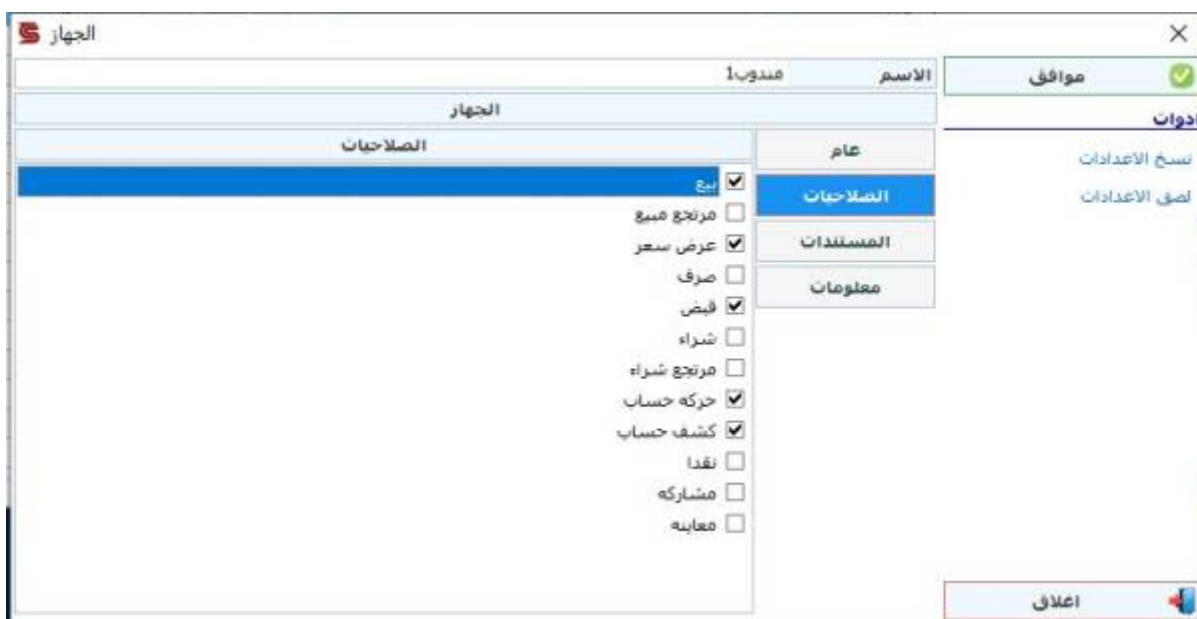 الجهاز
موافق
ادوات
نسخ الاعدادات
لصق الاعدادات
الاسم
مندوب1
الجهاز
عام
الصلاحيات
المستندات
معلومات
الصلاحيات
بيع
مرتجع مبيع
عرض سعر
صرف
قبض
شراء
مرتجع شراء
حركه حساب
كشف حساب
نقدا
مشاركه
معاينه
اغلاق